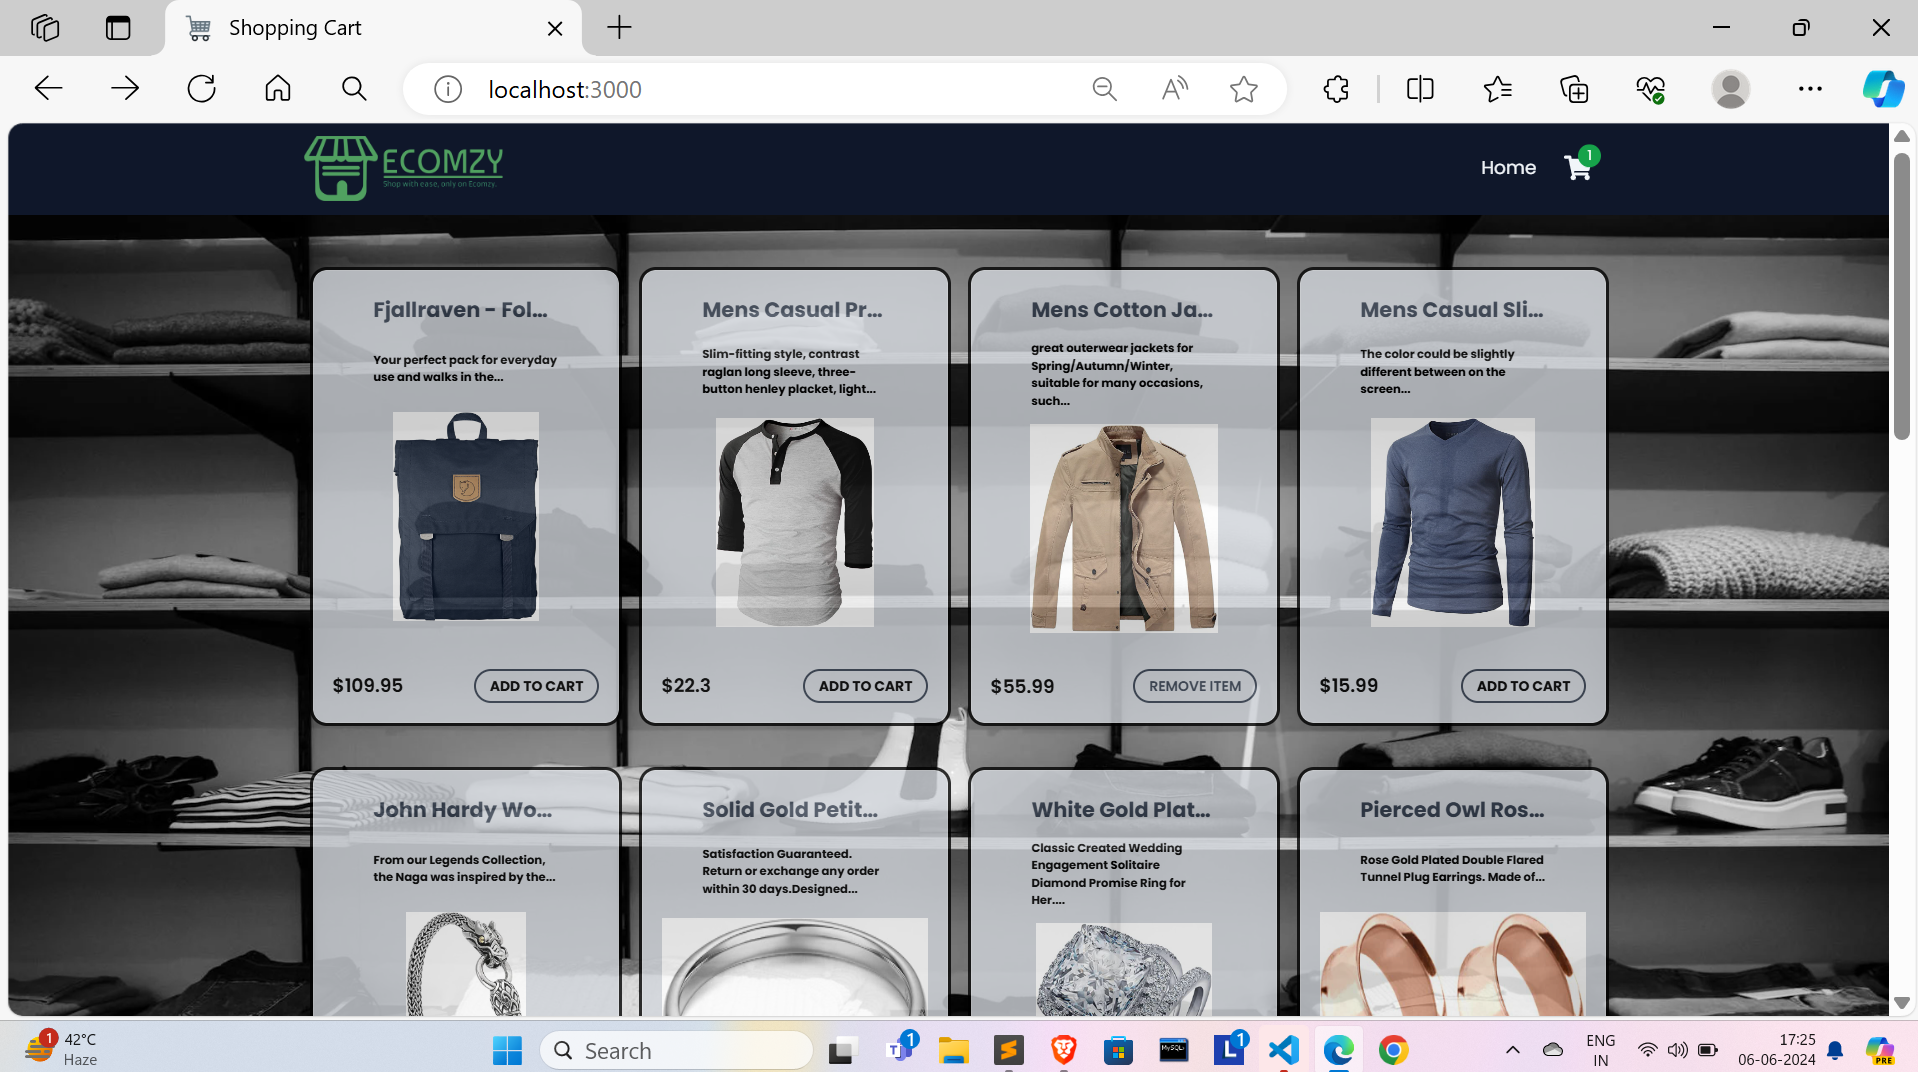 Shopping Cart
localhost:3000
ECOMZY
Shop with ease, only on Ecomzy.
Home
1
Fjallraven - Fol...
Your perfect pack for everyday
use and walks in the...
$109.95
ADD TO CART
Mens Casual Pr...
Slim-fitting style, contrast
raglan long sleeve, three-
button henley placket, light...
$22.3
ADD TO CART
Mens Cotton Ja...
great outerwear jackets for
Spring/Autumn/Winter,
suitable for many occasions,
such...
$55.99
REMOVE ITEM
Mens Casual Sli...
The color could be slightly
different between on the
screen...
$15.99
ADD TO CART
John Hardy Wo...
From our Legends Collection,
the Naga was inspired by the...
Solid Gold Petit...
Satisfaction Guaranteed.
Return or exchange any order
within 30 days.Designed...
White Gold Plat...
Classic Created Wedding
Engagement Solitaire
Diamond Promise Ring for
Her....
Pierced Owl Ros...
Rose Gold Plated Double Flared
Tunnel Plug Earrings. Made of...
1
42°C
Haze
Search
1
MySQL
L
1
ENG
IN
17:25
06-06-2024
PRE